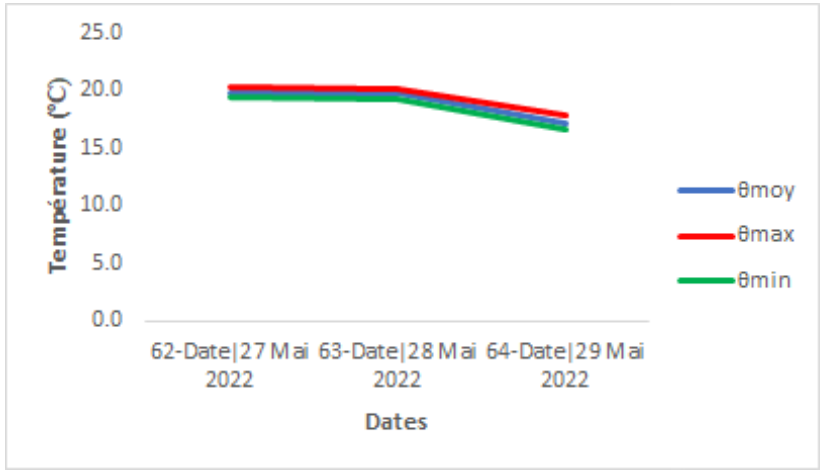 25.0
20.0
15.0
10.0
5.0
0.0
Température (°C)
62-Date|27 Mai 2022
63-Date|28 Mai 2022
64-Date|29 Mai 2022
Dates
θmoy
θmax
θmin